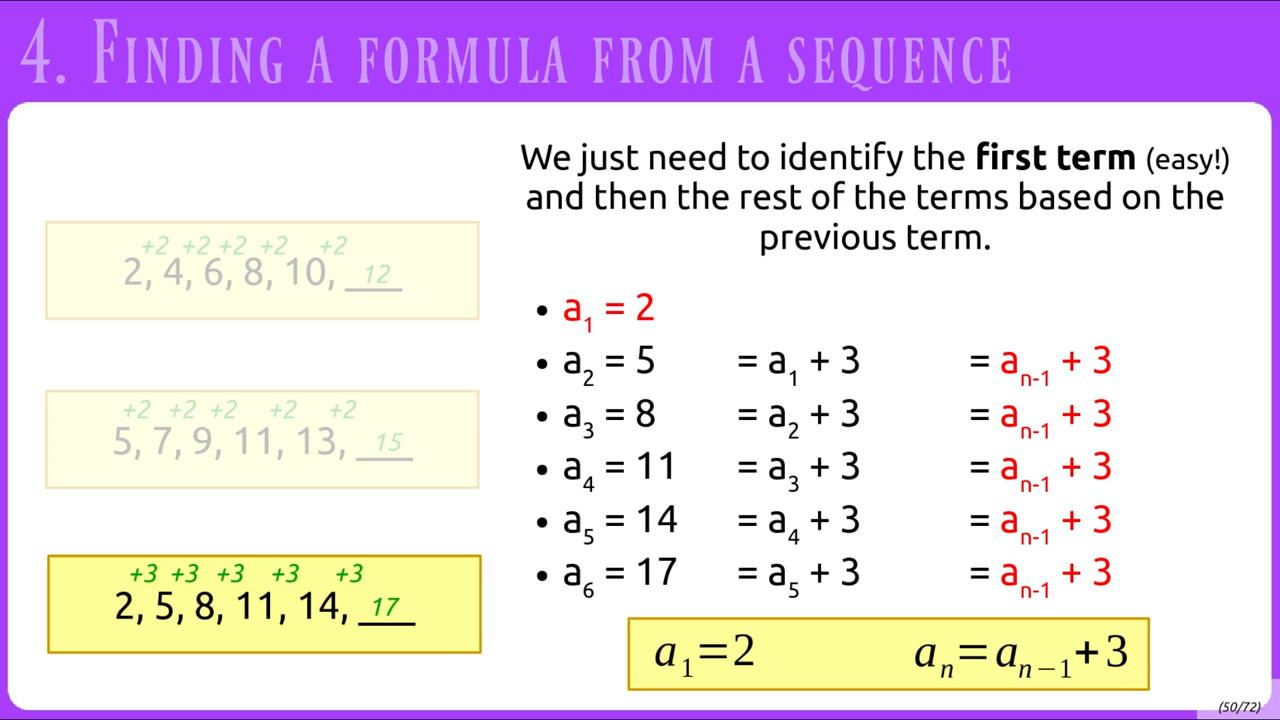 4. Finding a formula from a sequence
We just need to identify the first term (easy!)
and then the rest of the terms based on the
previous term.
+2 +2 +2 +2 +2
2, 4, 6, 8, 10, 12
+2 +2 +2 +2 +2
5, 7, 9, 11, 13, 15
+3 +3 +3 +3 +3
2, 5, 8, 11, 14, 17
• a₁ = 2
• a₂ = 5 = a₁ + 3 = aₙ₋₁ + 3
• a₃ = 8 = a₂ + 3 = aₙ₋₁ + 3
• a₄ = 11 = a₃ + 3 = aₙ₋₁ + 3
• a₅ = 14 = a₄ + 3 = aₙ₋₁ + 3
• a₆ = 17 = a₅ + 3 = aₙ₋₁ + 3
a₁=2 aₙ=aₙ₋₁+3
(50/72)